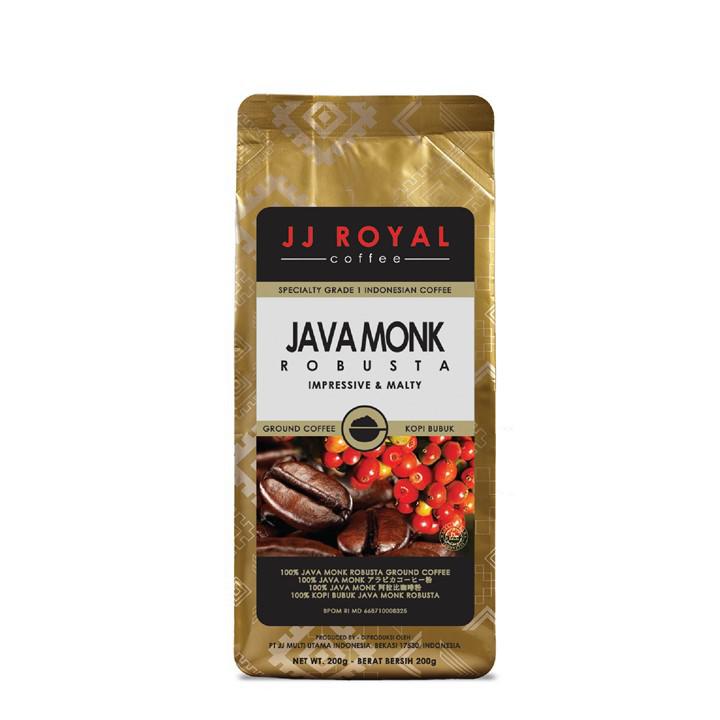 JJ ROYAL
coffee
SPECIALTY GRADE 1 INDONESIAN COFFEE
JAVA MONK
ROBUSTA
IMPRESSIVE & MALTY
GROUND COFFEE
KOPI BUBUK
100% JAVA MONK ROBUSTA GROUND COFFEE
100% JAVA MONK アラビカコーヒー粉
100% JAVA MONK 阿拉比咖啡粉
100% KOPI BUBUK JAVA MONK ROBUSTA
BPOM RI MD 668710008325
PRODUCED BY - DIPRODUKSI OLEH
PT JJ MULTI UTAMA INDONESIA, BEKASI 17530, INDONESIA
NET WT. 200g - BERAT BERSIH 200g